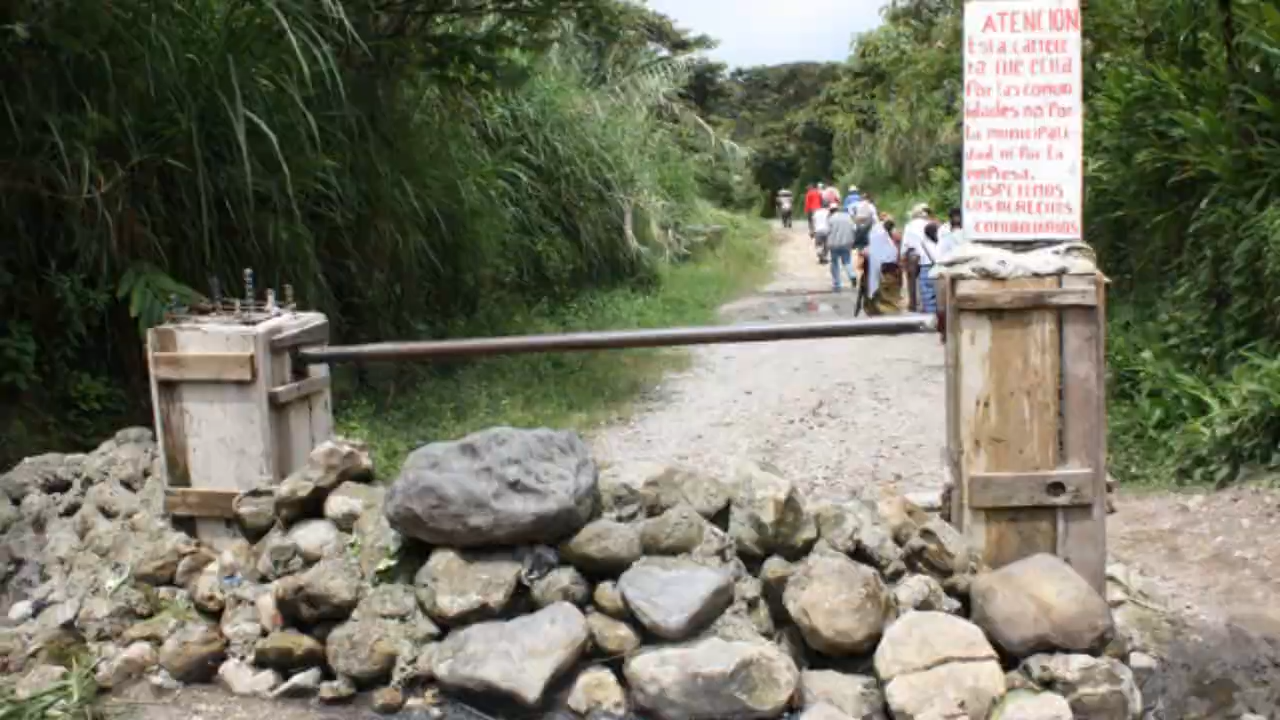 ATENCION
Esta carrete
ra fue echa
Por las comun
idades no Por
la municipali
dad ni Por la
empresa.
RESPETEMOS
LOS DERECHOS
COMUNITARIOS